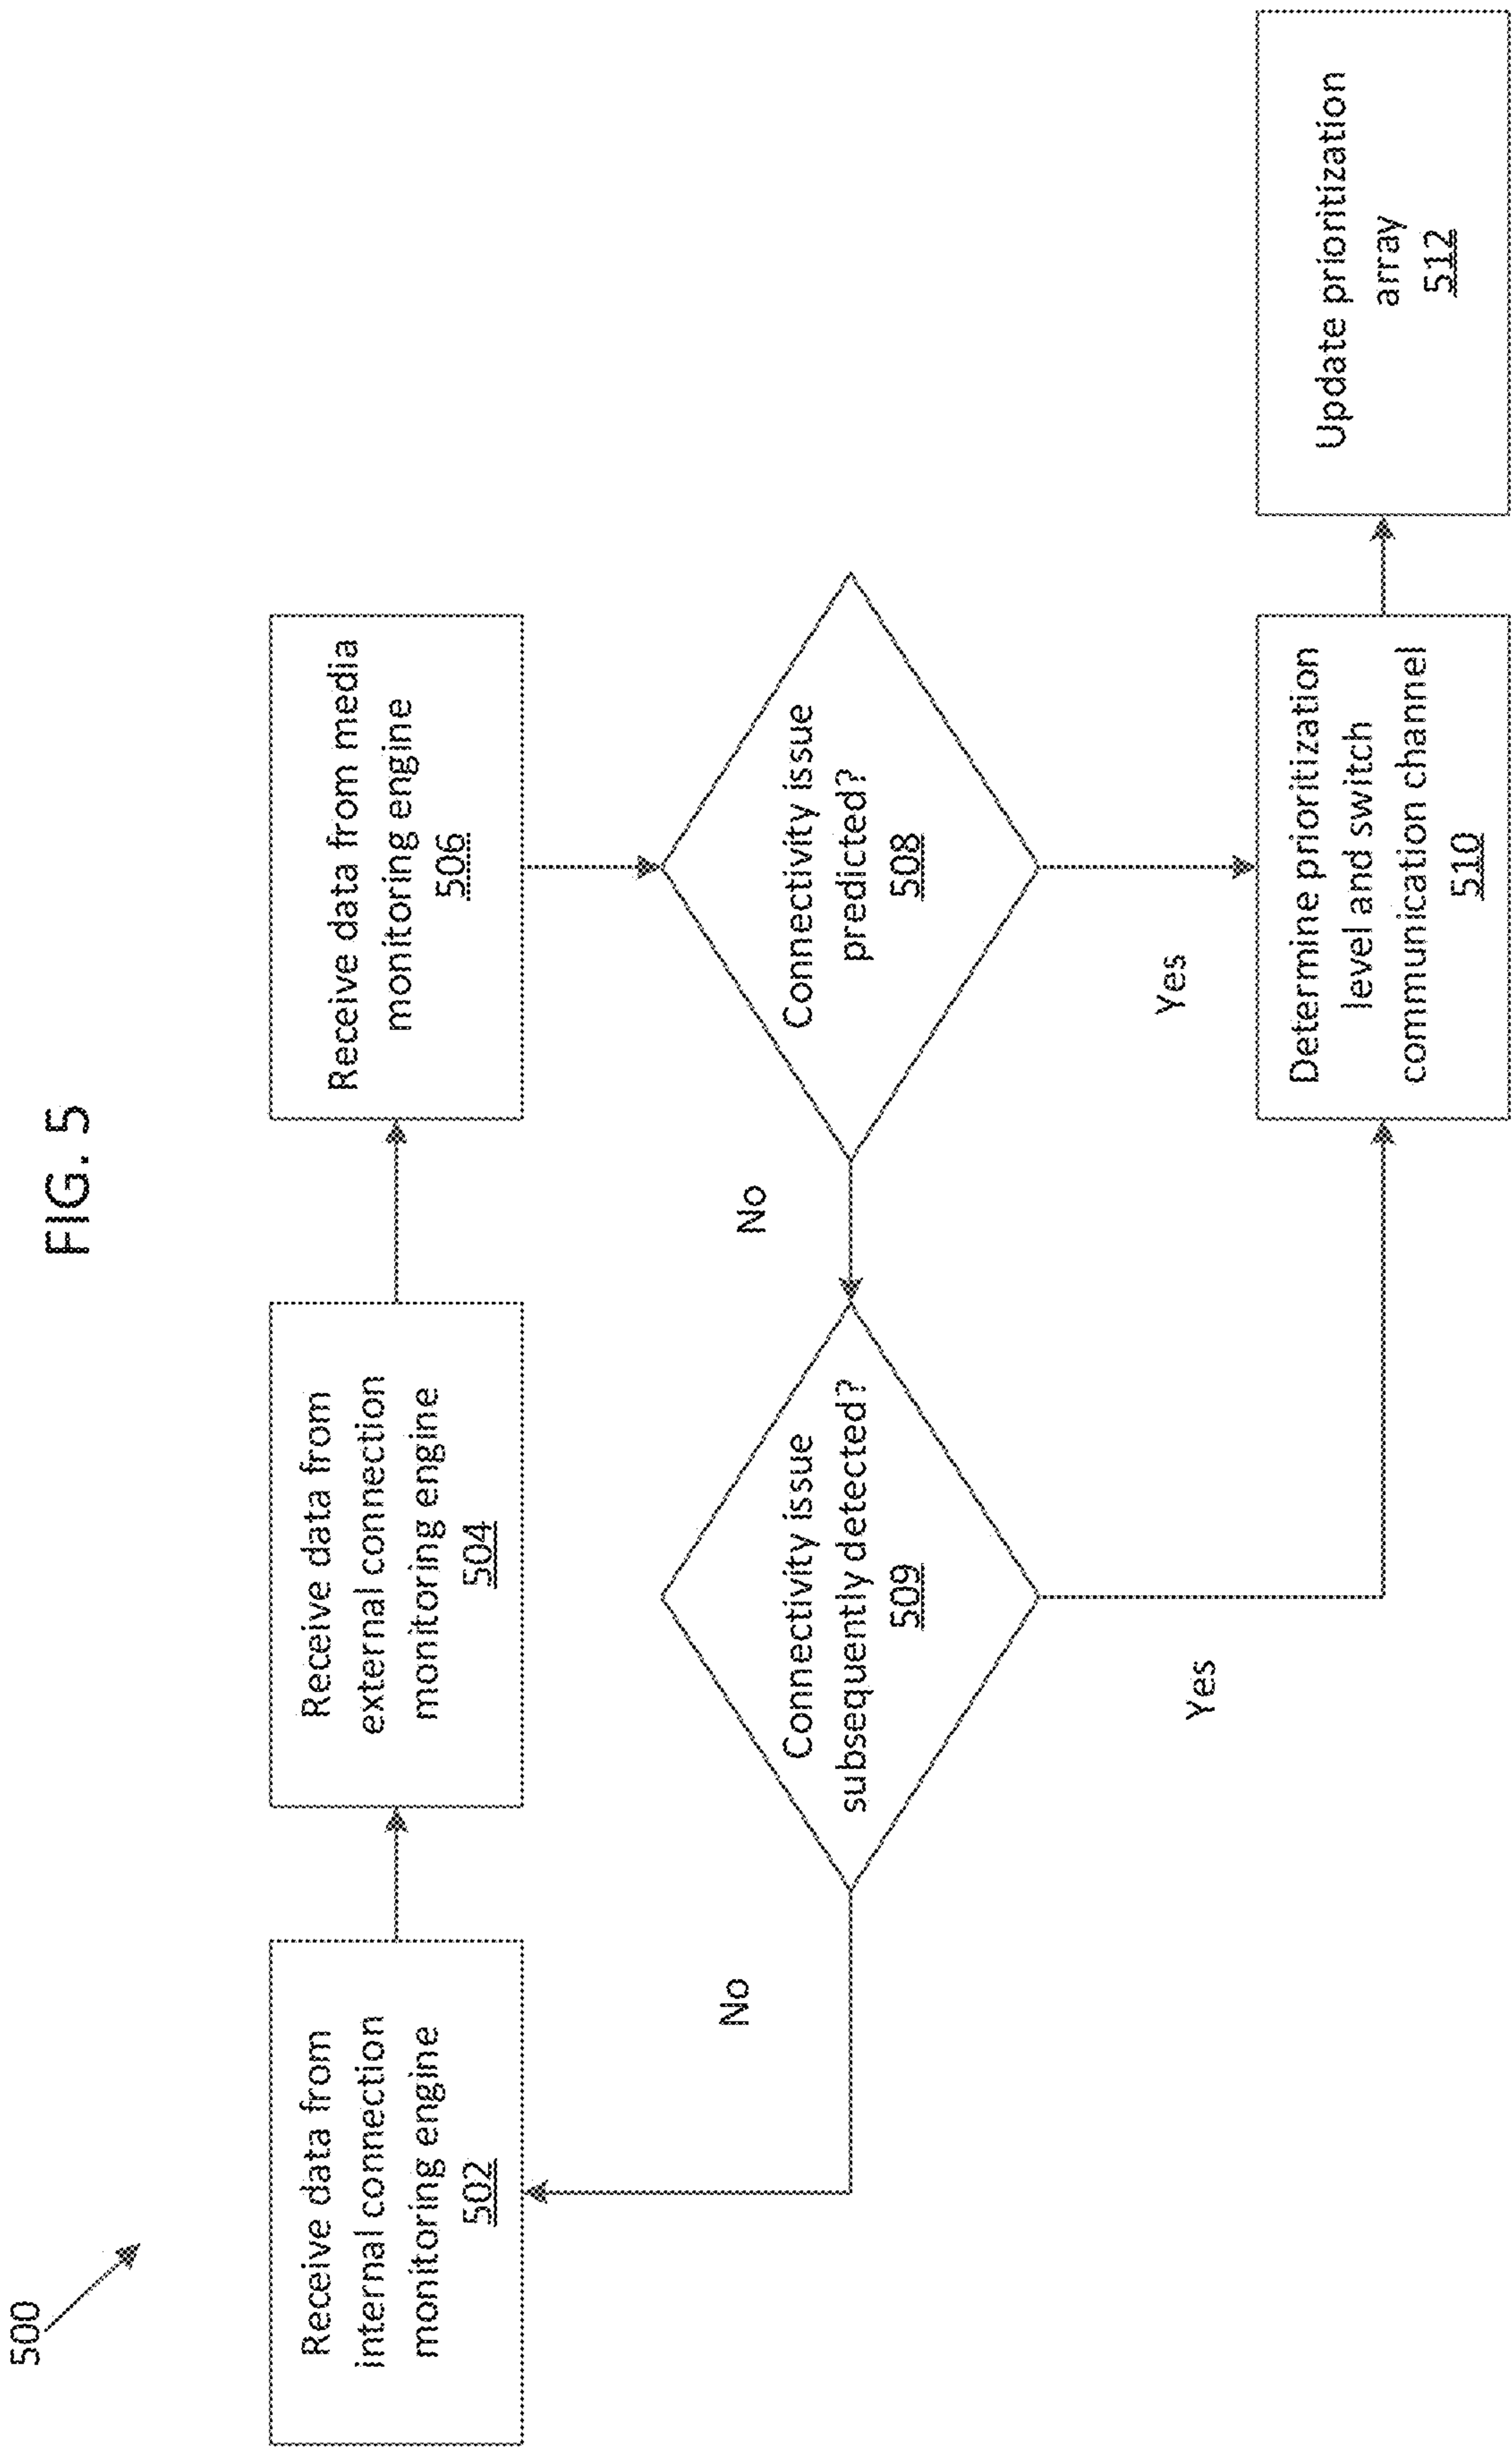 FIG. 5
500
Receive data from
internal connection
monitoring engine
502
Receive data from
external connection
monitoring engine
504
Receive data from media
monitoring engine
506
Connectivity issue
predicted?
508
No
Connectivity issue
subsequently detected?
509
No
Yes
Yes
Determine prioritization
level and switch
communication channel
510
Update prioritization
array
512